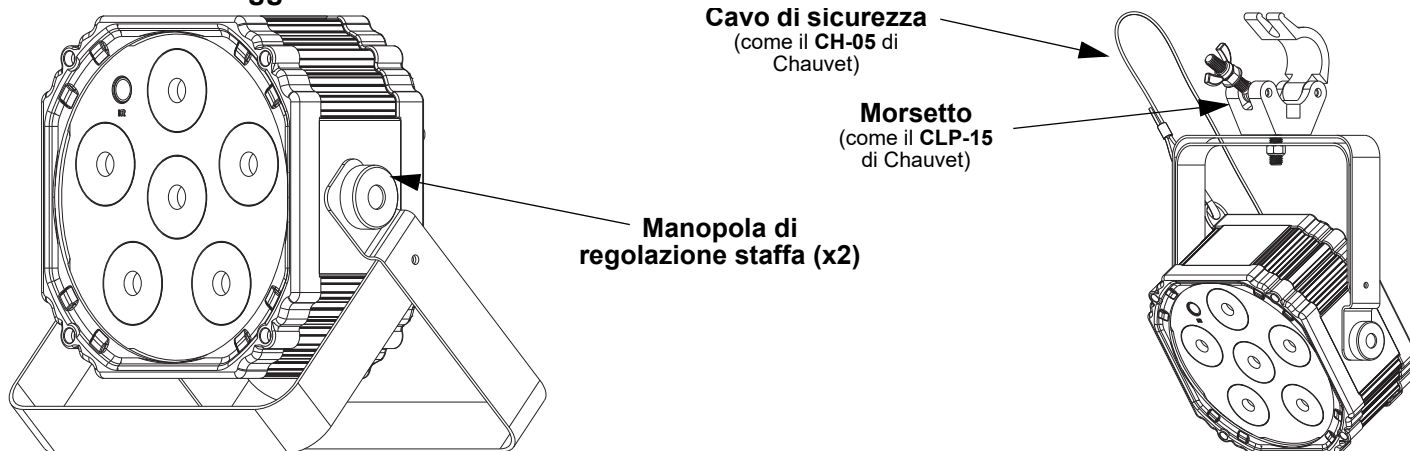 Cavo di sicurezza
(come il CH-05 di
Chauvet)
Morsetto
(come il CLP-15
di Chauvet)
Manopola di
regolazione staffa (x2)